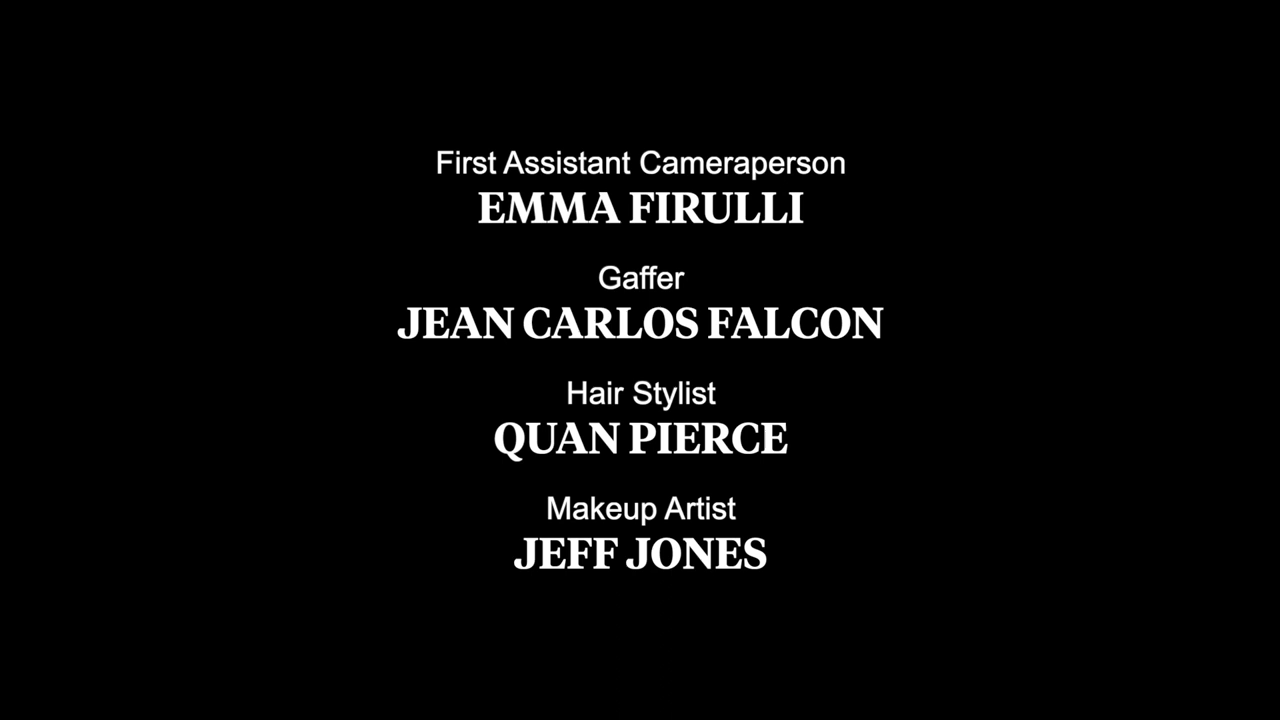 First Assistant Cameraperson
EMMA FIRULLI
Gaffer
JEAN CARLOS FALCON
Hair Stylist
QUAN PIERCE
Makeup Artist
JEFF JONES